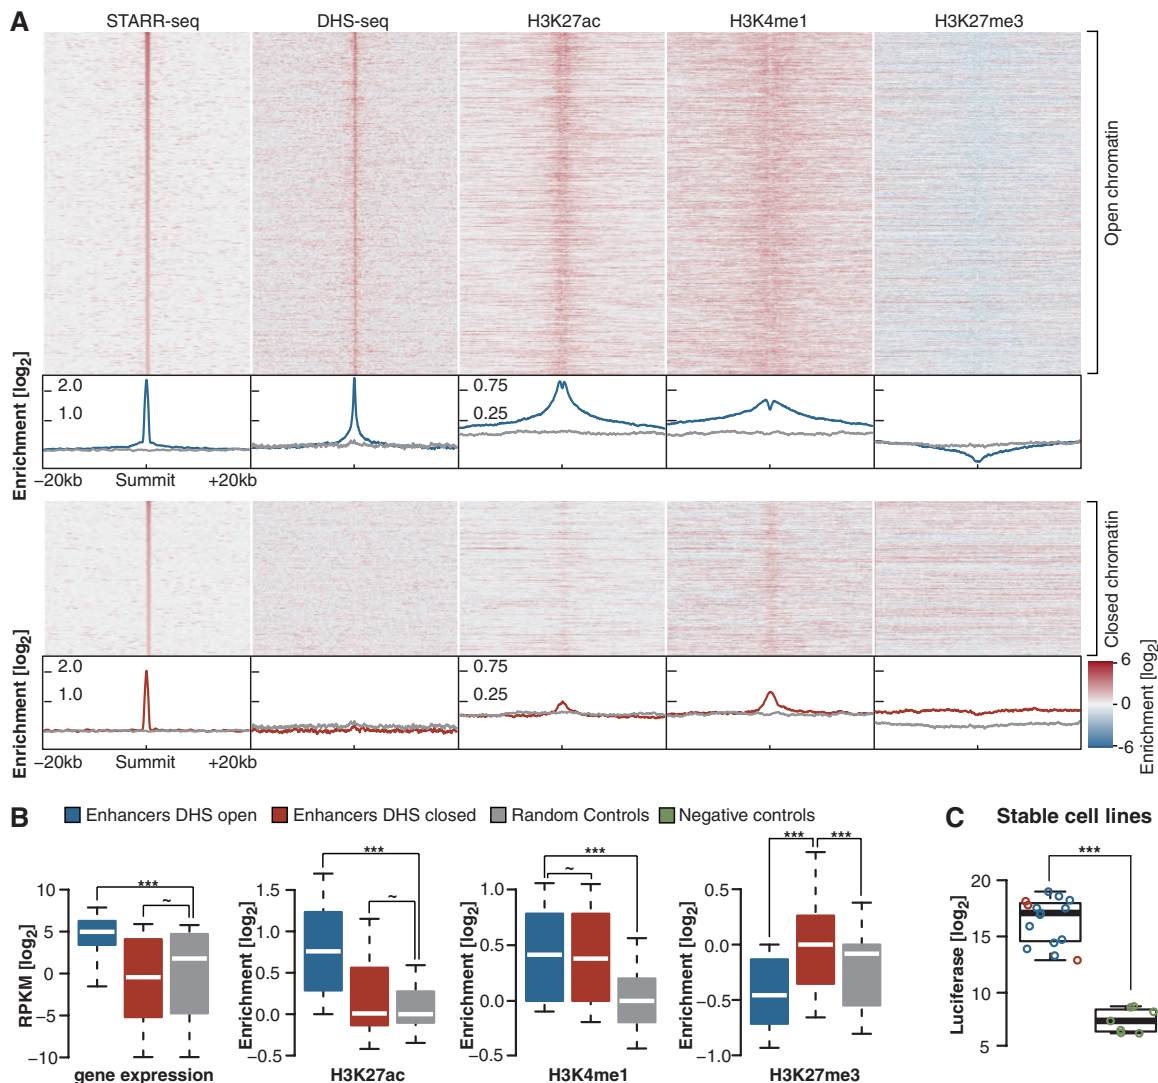 A
STARR-seq DHS-seq H3K27ac H3K4me1 H3K27me3
Open chromatin
Enrichment [log2]
2.0
1.0
0.75
0.25
−20kb Summit +20kb
Closed chromatin
Enrichment [log2]
2.0
1.0
0.75
0.25
−20kb Summit +20kb
6
0
-6
Enrichment [log2]
B
Enhancers DHS open Enhancers DHS closed Random Controls Negative controls
RPKM [log2]
10
5
0
−5
−10
***
~
gene expression
Enrichment [log2]
1.5
1.0
0.5
0.0
−0.5
***
~
H3K27ac
Enrichment [log2]
1.0
0.5
0.0
−0.5
***
~
H3K4me1
Enrichment [log2]
0.5
0.0
−0.5
−1.0
*** ***
H3K27me3
C Stable cell lines
***
Luciferase [log2]
20
15
10
5